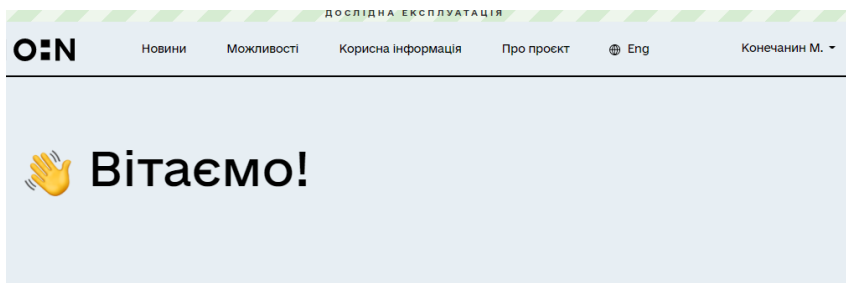 ДОСЛІДНА ЕКСПЛУАТАЦІЯ
O:N Новини Можливості Корисна інформація Про проєкт Eng Конечанин М.
Вітаємо!